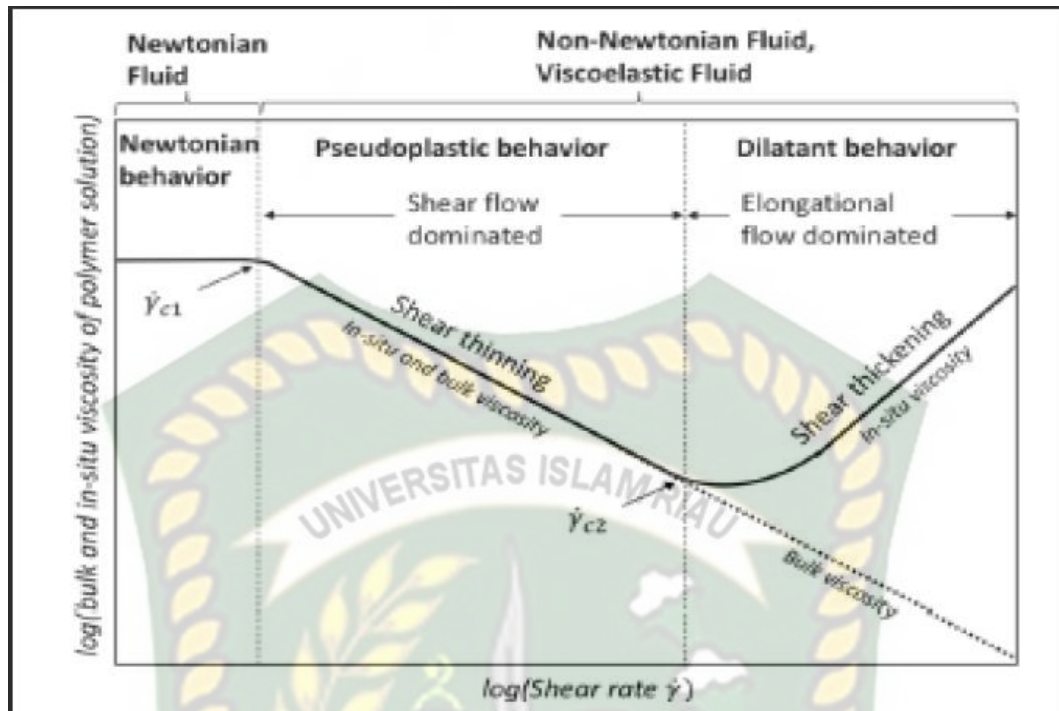 Newtonian
Fluid
Non-Newtonian Fluid,
Viscoelastic Fluid
Newtonian
behavior
Pseudoplastic behavior
Dilatant behavior
Shear flow
dominated
Elongational
flow dominated
γ̇c1
Shear thinning
In-situ and bulk viscosity
Shear thickening
In-situ viscosity
UNIVERSITAS ISLAM RIAU
γ̇c2
Bulk viscosity
log(bulk and in-situ viscosity of polymer solution)
log(Shear rate γ̇)